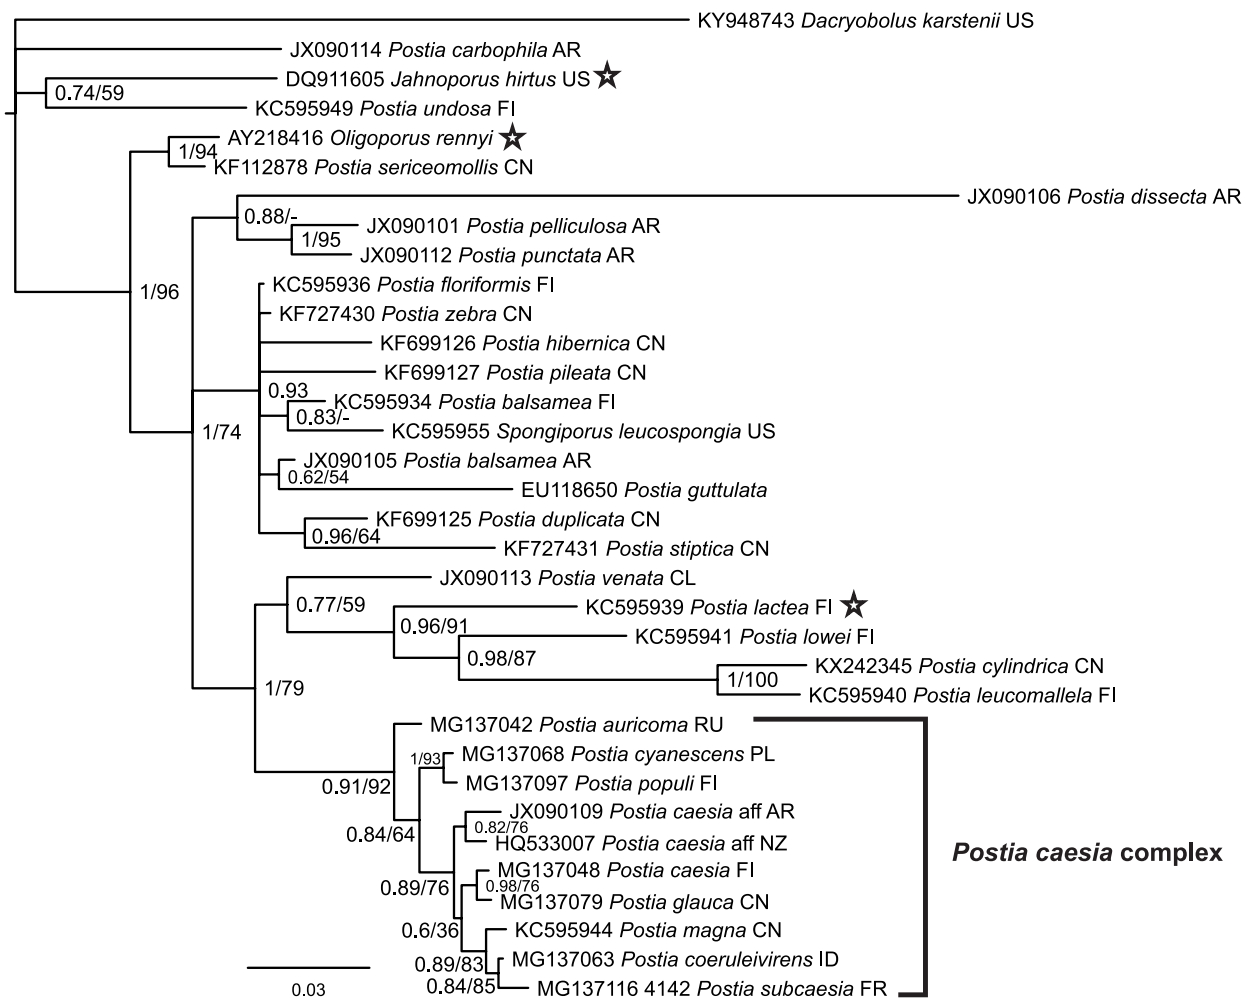 KY948743 Dacryobolus karstenii US
JX090114 Postia carbophila AR
DQ911605 Jahnoporus hirtus US
0.74/59
KC595949 Postia undosa FI
AY218416 Oligoporus rennyi
1/94
KF112878 Postia sericeomollis CN
JX090106 Postia dissecta AR
0.88/-
JX090101 Postia pelliculosa AR
1/95
JX090112 Postia punctata AR
KC595936 Postia floriformis FI
1/96
KF727430 Postia zebra CN
KF699126 Postia hibernica CN
KF699127 Postia pileata CN
0.93
KC595934 Postia balsamea FI
0.83/-
KC595955 Spongiporus leucospongia US
1/74
JX090105 Postia balsamea AR
0.62/54
EU118650 Postia guttulata
KF699125 Postia duplicata CN
0.96/64
KF727431 Postia stiptica CN
JX090113 Postia venata CL
0.77/59
KC595939 Postia lactea FI
0.96/91
KC595941 Postia lowei FI
0.98/87
KX242345 Postia cylindrica CN
1/100
KC595940 Postia leucomallela FI
1/79
MG137042 Postia auricoma RU
MG137068 Postia cyanescens PL
1/93
MG137097 Postia populi FI
0.91/92
JX090109 Postia caesia aff AR
0.82/76
0.84/64
HQ533007 Postia caesia aff NZ
Postia caesia complex
MG137048 Postia caesia FI
0.98/76
0.89/76
MG137079 Postia glauca CN
0.6/36
KC595944 Postia magna CN
MG137063 Postia coeruleivirens ID
0.89/83
0.84/85
MG137116 4142 Postia subcaesia FR
0.03